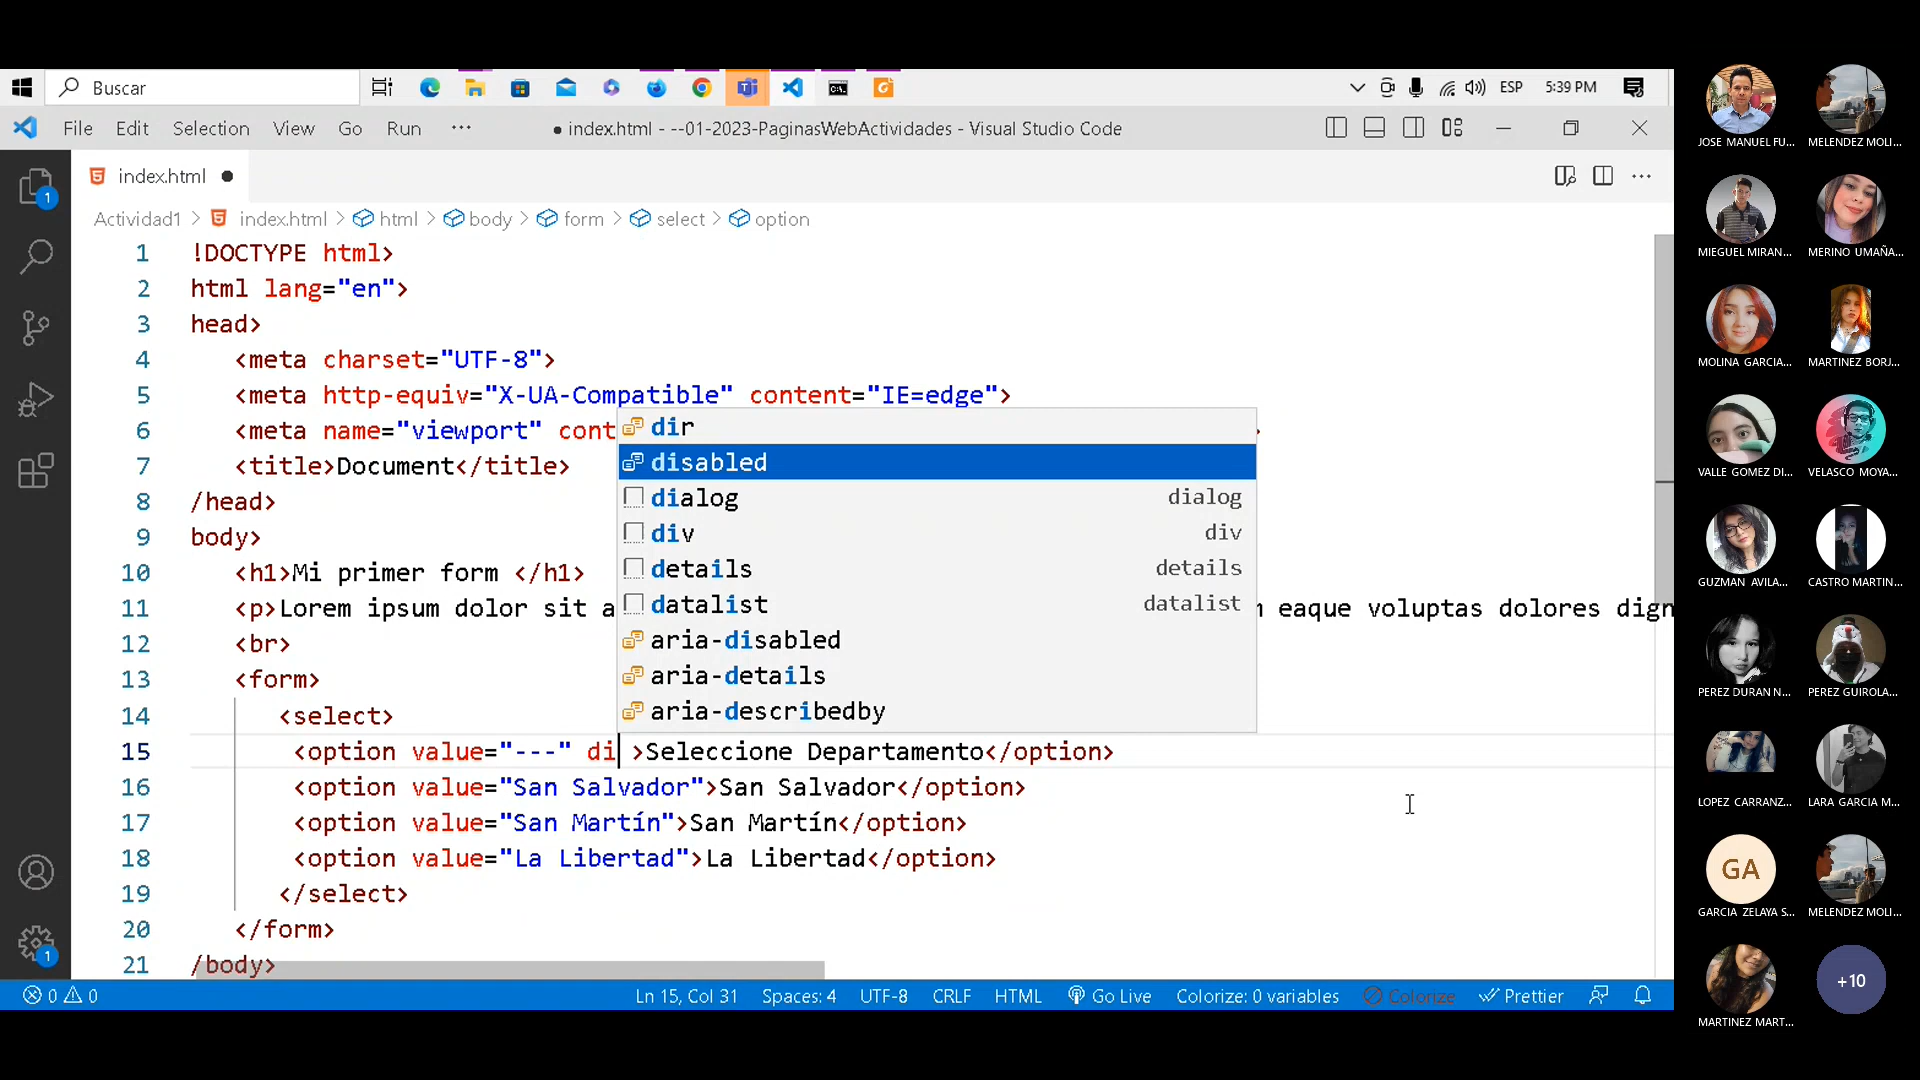 Buscar
ESP
5:39 PM
File Edit Selection View Go Run ···
● index.html - --01-2023-PaginasWebActividades - Visual Studio Code
index.html ●
Actividad1 > index.html > html > body > form > select > option
1 !DOCTYPE html>
2 html lang="en">
3 head>
4 <meta charset="UTF-8">
5 <meta http-equiv="X-UA-Compatible" content="IE=edge">
6 <meta name="viewport" cont
7 <title>Document</title>
8 /head>
9 body>
10 <h1>Mi primer form </h1>
11 <p>Lorem ipsum dolor sit a eaque voluptas dolores dign
12 <br>
13 <form>
14 <select>
15 <option value="---" di >Seleccione Departamento</option>
16 <option value="San Salvador">San Salvador</option>
17 <option value="San Martín">San Martín</option>
18 <option value="La Libertad">La Libertad</option>
19 </select>
20 </form>
21 /body>
dir
disabled
dialog dialog
div div
details details
datalist datalist
aria-disabled
aria-details
aria-describedby
1
1
0 0
Ln 15, Col 31 Spaces: 4 UTF-8 CRLF HTML Go Live Colorize: 0 variables Colorize Prettier
JOSE MANUEL FU...
MELENDEZ MOLI...
MIEGUEL MIRAN...
MERINO UMAÑA...
MOLINA GARCIA...
MARTINEZ BORJ...
VALLE GOMEZ DI...
VELASCO MOYA...
GUZMAN AVILA...
CASTRO MARTIN...
PEREZ DURAN N...
PEREZ GUIROLA...
LOPEZ CARRANZ...
LARA GARCIA M...
GA
GARCIA ZELAYA S...
MELENDEZ MOLI...
MARTINEZ MART...
+10